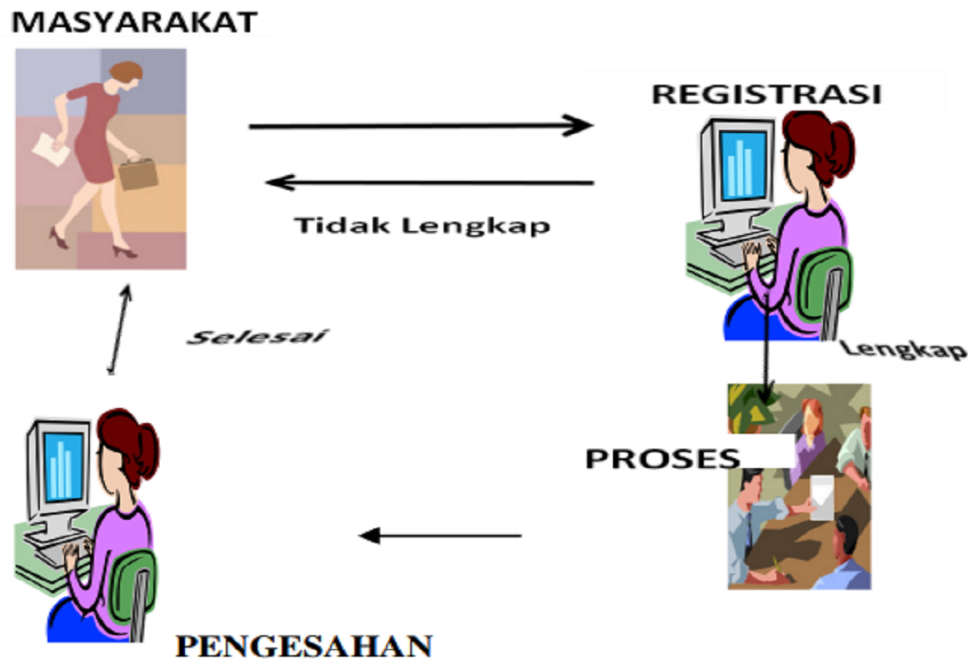 MASYARAKAT
REGISTRASI
Tidak Lengkap
Selesai
Lengkap
PROSES
PENGESAHAN